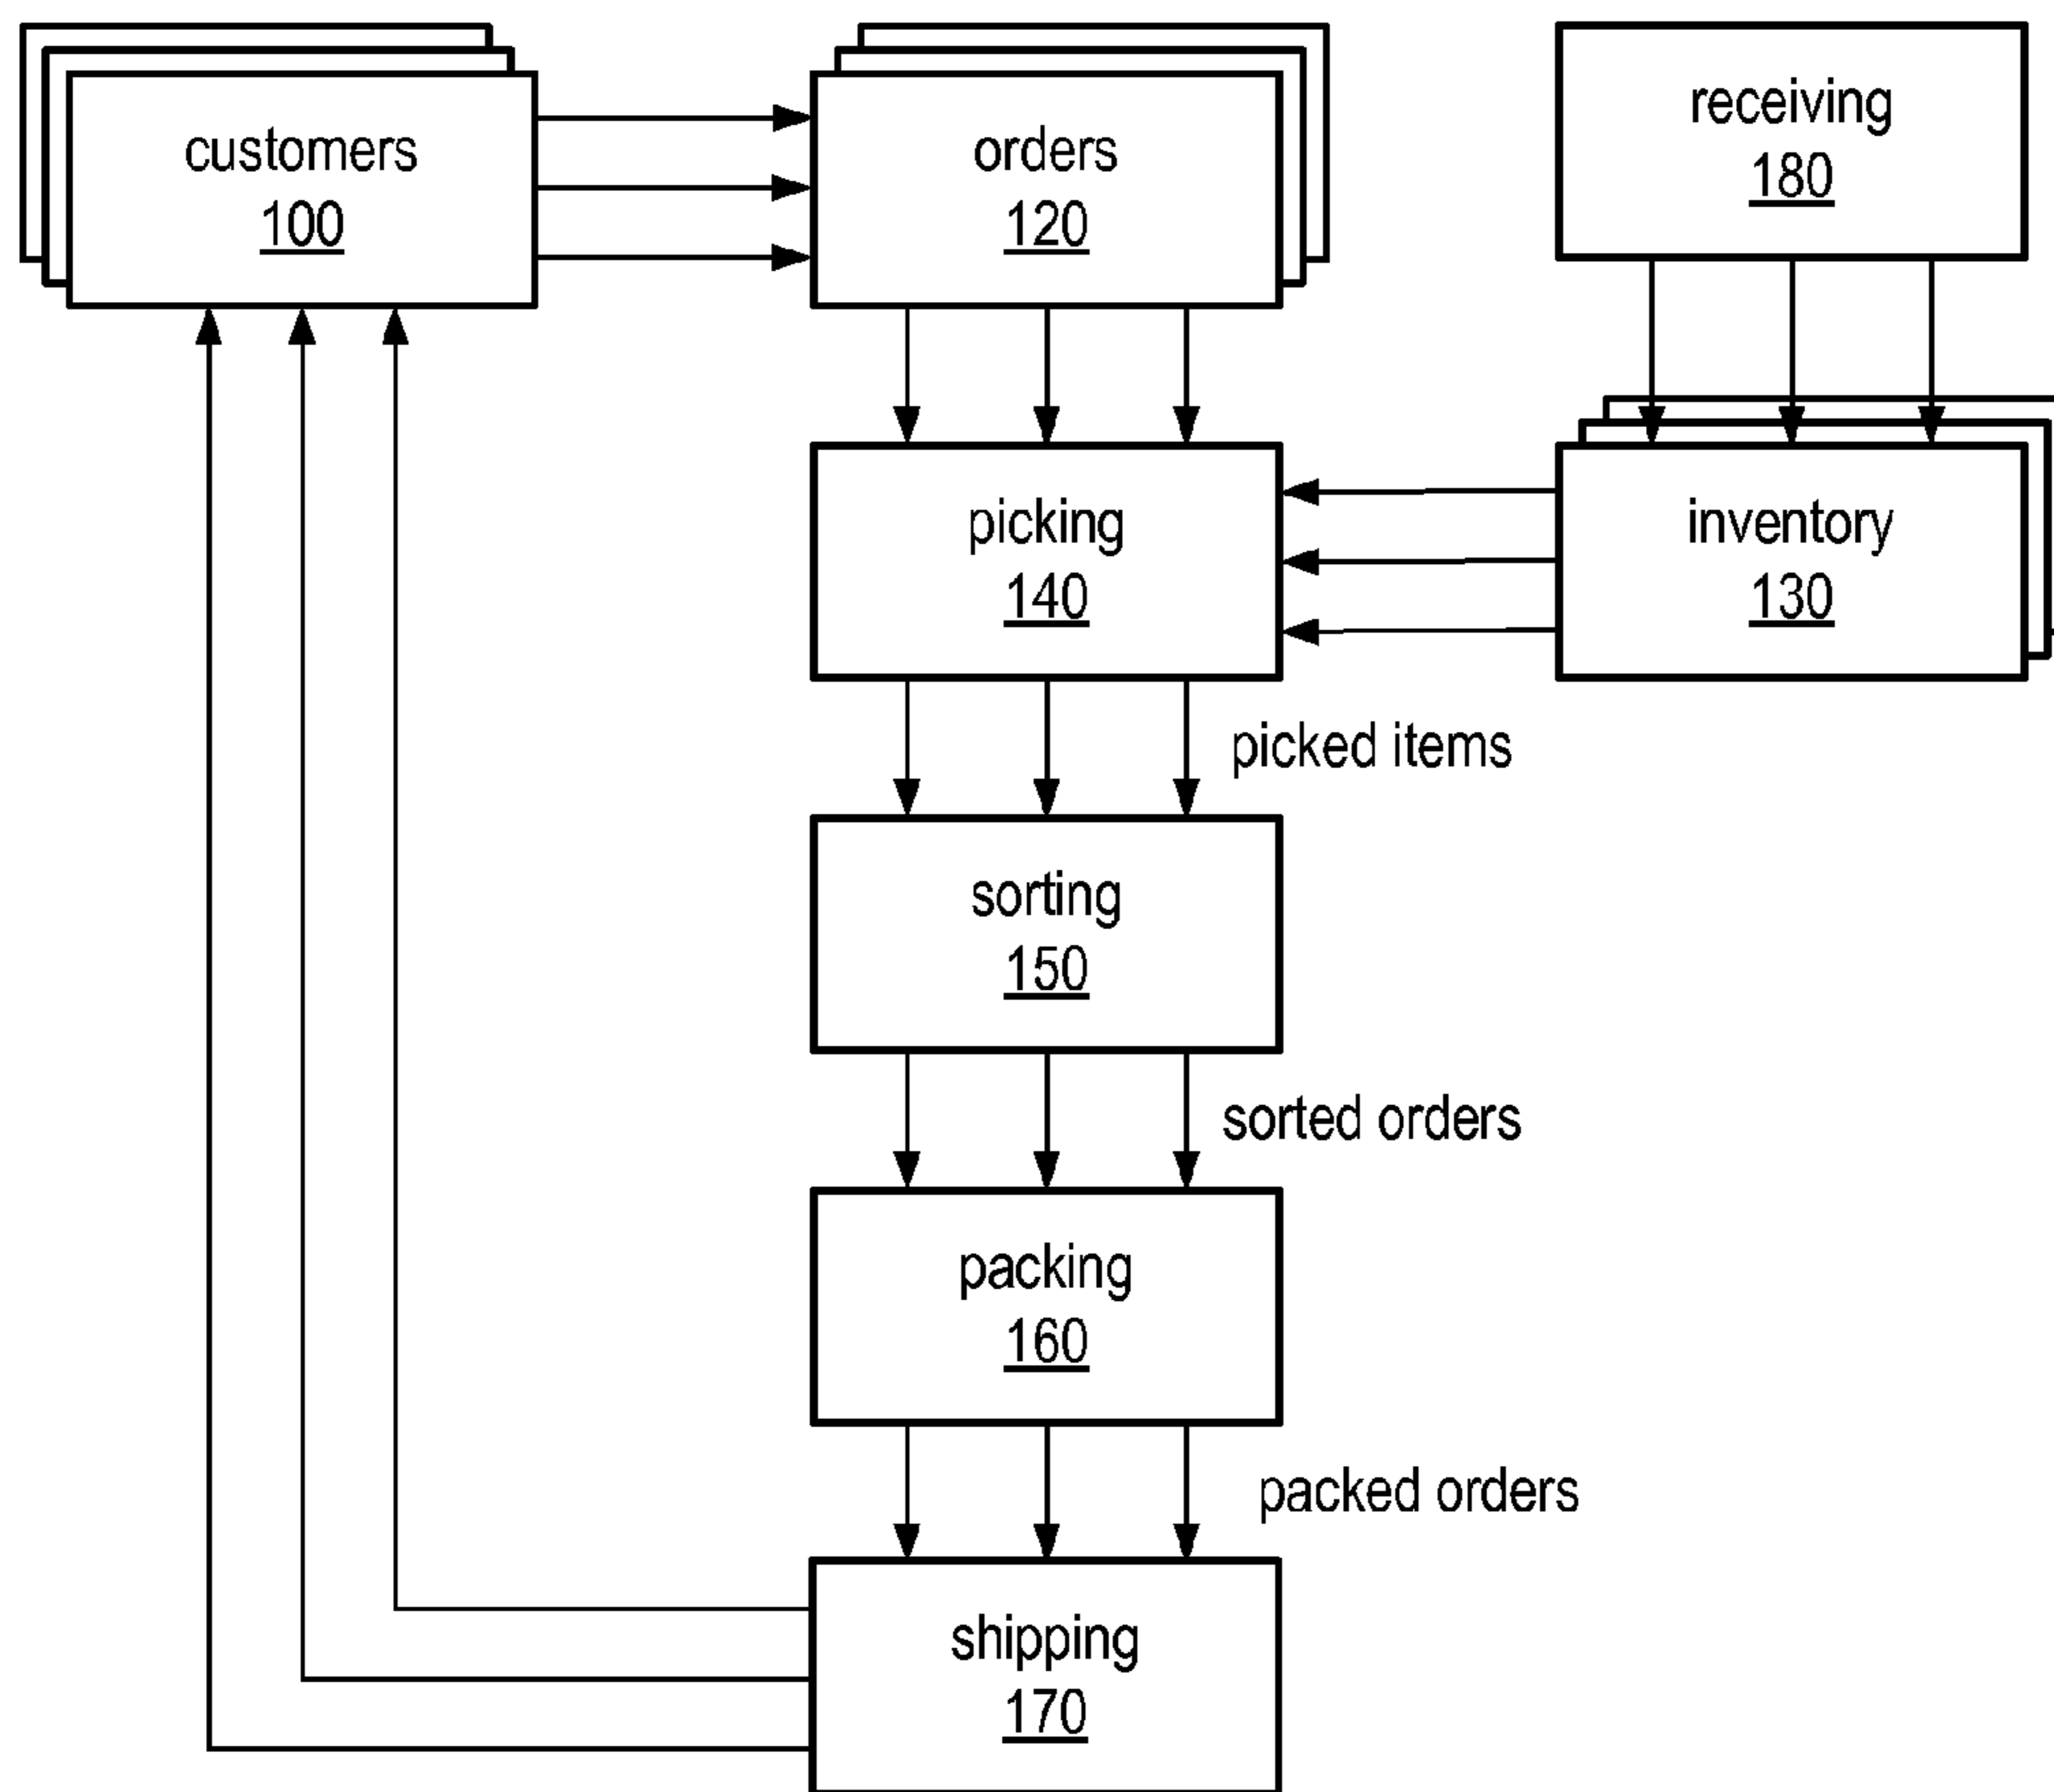 customers
100
orders
120
receiving
180
picking
140
inventory
130
picked items
sorting
150
sorted orders
packing
160
packed orders
shipping
170